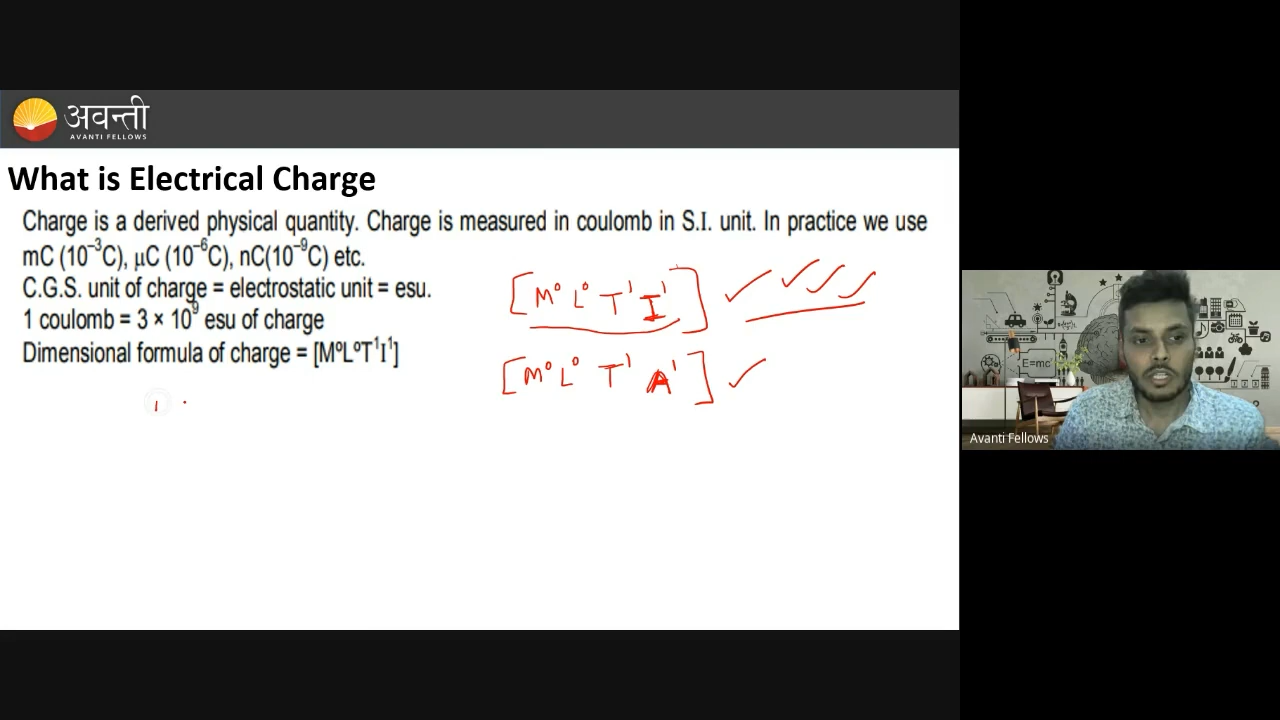 अवन्ती
AVANTI FELLOWS
What is Electrical Charge
Charge is a derived physical quantity. Charge is measured in coulomb in S.I. unit. In practice we use
mC (10⁻³C), μC (10⁻⁶C), nC(10⁻⁹C) etc.
C.G.S. unit of charge = electrostatic unit = esu.
1 coulomb = 3 × 10⁹ esu of charge
Dimensional formula of charge = [M⁰L⁰T¹I¹]
[M⁰ L⁰ T¹ I¹]
[M⁰ L⁰ T¹ A¹]
E=mc²
Avanti Fellows